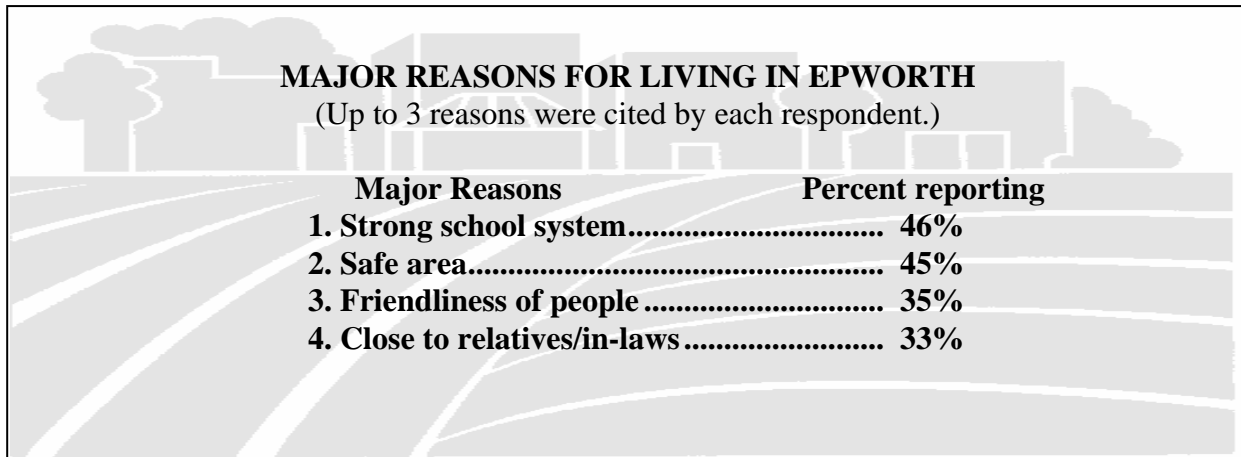 MAJOR REASONS FOR LIVING IN EPWORTH
(Up to 3 reasons were cited by each respondent.)
Major Reasons Percent reporting
1. Strong school system................................ 46%
2. Safe area.................................................... 45%
3. Friendliness of people .............................. 35%
4. Close to relatives/in-laws ......................... 33%